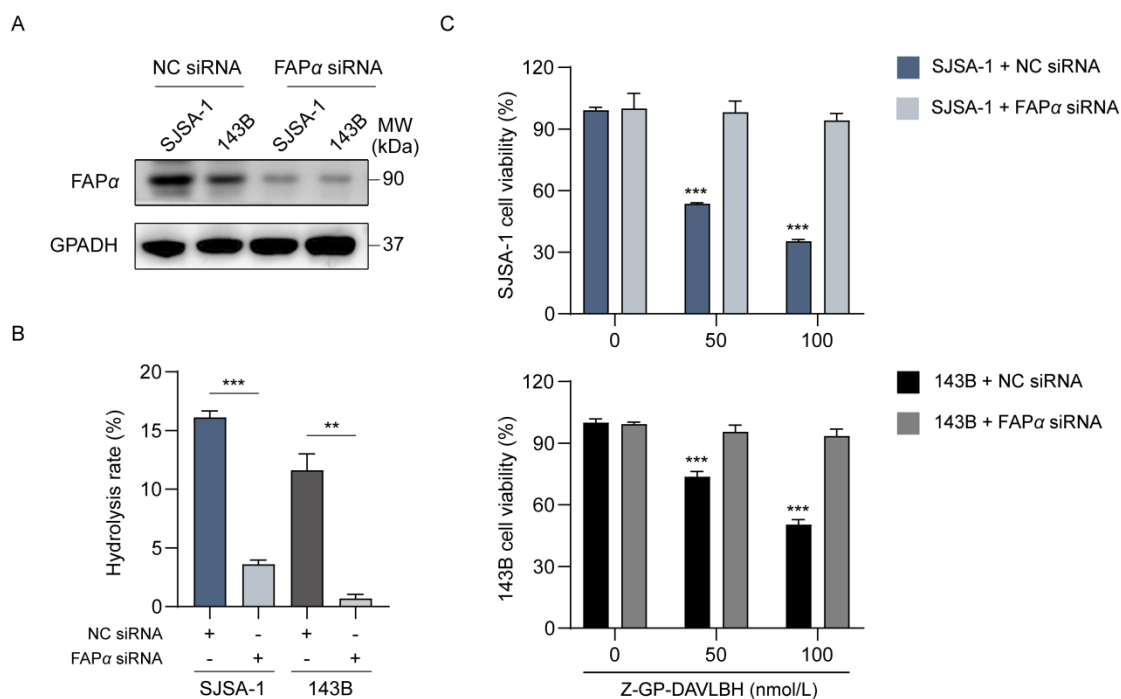 A
NC siRNA FAPα siRNA
SJSA-1 143B SJSA-1 143B MW (kDa)
FAPα 90
GPADH 37
B
Hydrolysis rate (%)
20
15
10
5
0
*** **
NC siRNA + - + -
FAPα siRNA - + - +
SJSA-1 143B
C
SJSA-1 cell viability (%)
120
90
60
30
0
*** ***
0 50 100
SJSA-1 + NC siRNA
SJSA-1 + FAPα siRNA
143B cell viability (%)
120
90
60
30
0
*** ***
0 50 100
Z-GP-DAVLBH (nmol/L)
143B + NC siRNA
143B + FAPα siRNA